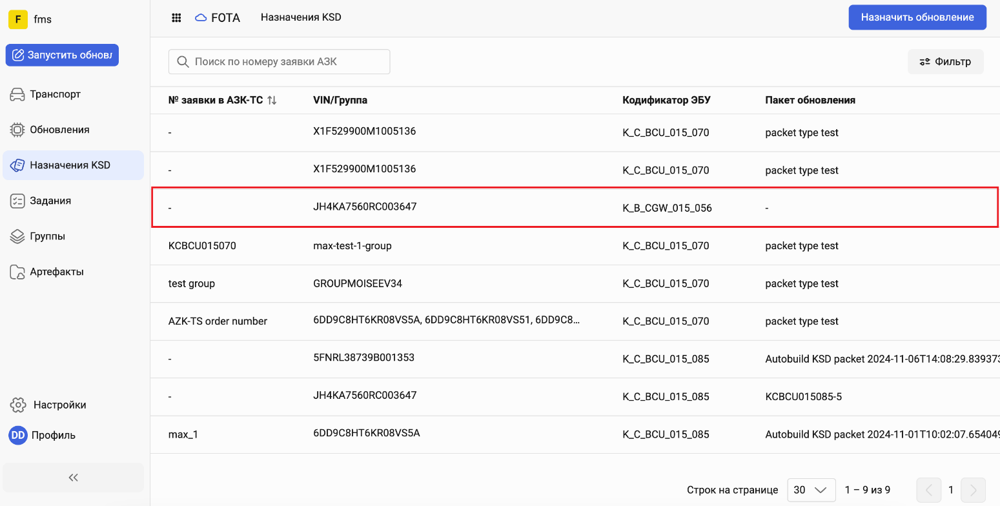 F fms
FOTA Назначения KSD Назначить обновление
Запустить обновл
Поиск по номеру заявки АЗК Фильтр
Транспорт
Обновления
Назначения KSD
Задания
Группы
Артефакты
Настройки
DD Профиль
№ заявки в АЗК-ТС VIN/Группа Кодификатор ЭБУ Пакет обновления
- X1F529900M1005136 K_C_BCU_015_070 packet type test
- X1F529900M1005136 K_C_BCU_015_070 packet type test
- JH4KA7560RC003647 K_B_CGW_015_056 -
KCBCU015070 max-test-1-group K_C_BCU_015_070 packet type test
test group GROUPMOISEEV34 K_C_BCU_015_070 packet type test
AZK-TS order number 6DD9C8HT6KR08VS5A, 6DD9C8HT6KR08VS51, 6DD9C8... K_C_BCU_015_070 packet type test
- 5FNRL38739B001353 K_C_BCU_015_085 Autobuild KSD packet 2024-11-06T14:08:29.839373
- JH4KA7560RC003647 K_C_BCU_015_085 KCBCU015085-5
max_1 6DD9C8HT6KR08VS5A K_C_BCU_015_085 Autobuild KSD packet 2024-11-01T10:02:07.654049
Строк на странице 30 1 – 9 из 9 1